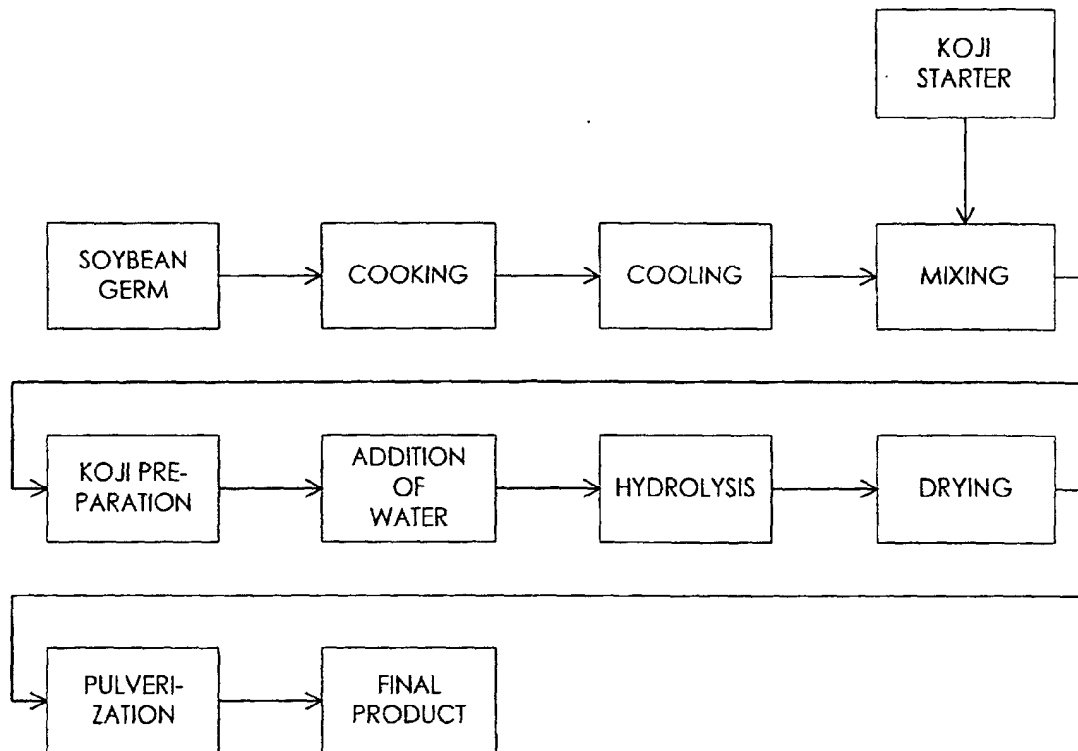 KOJI
STARTER
SOYBEAN
GERM
COOKING
COOLING
MIXING
KOJI PRE-
PARATION
ADDITION
OF
WATER
HYDROLYSIS
DRYING
PULVERI-
ZATION
FINAL
PRODUCT